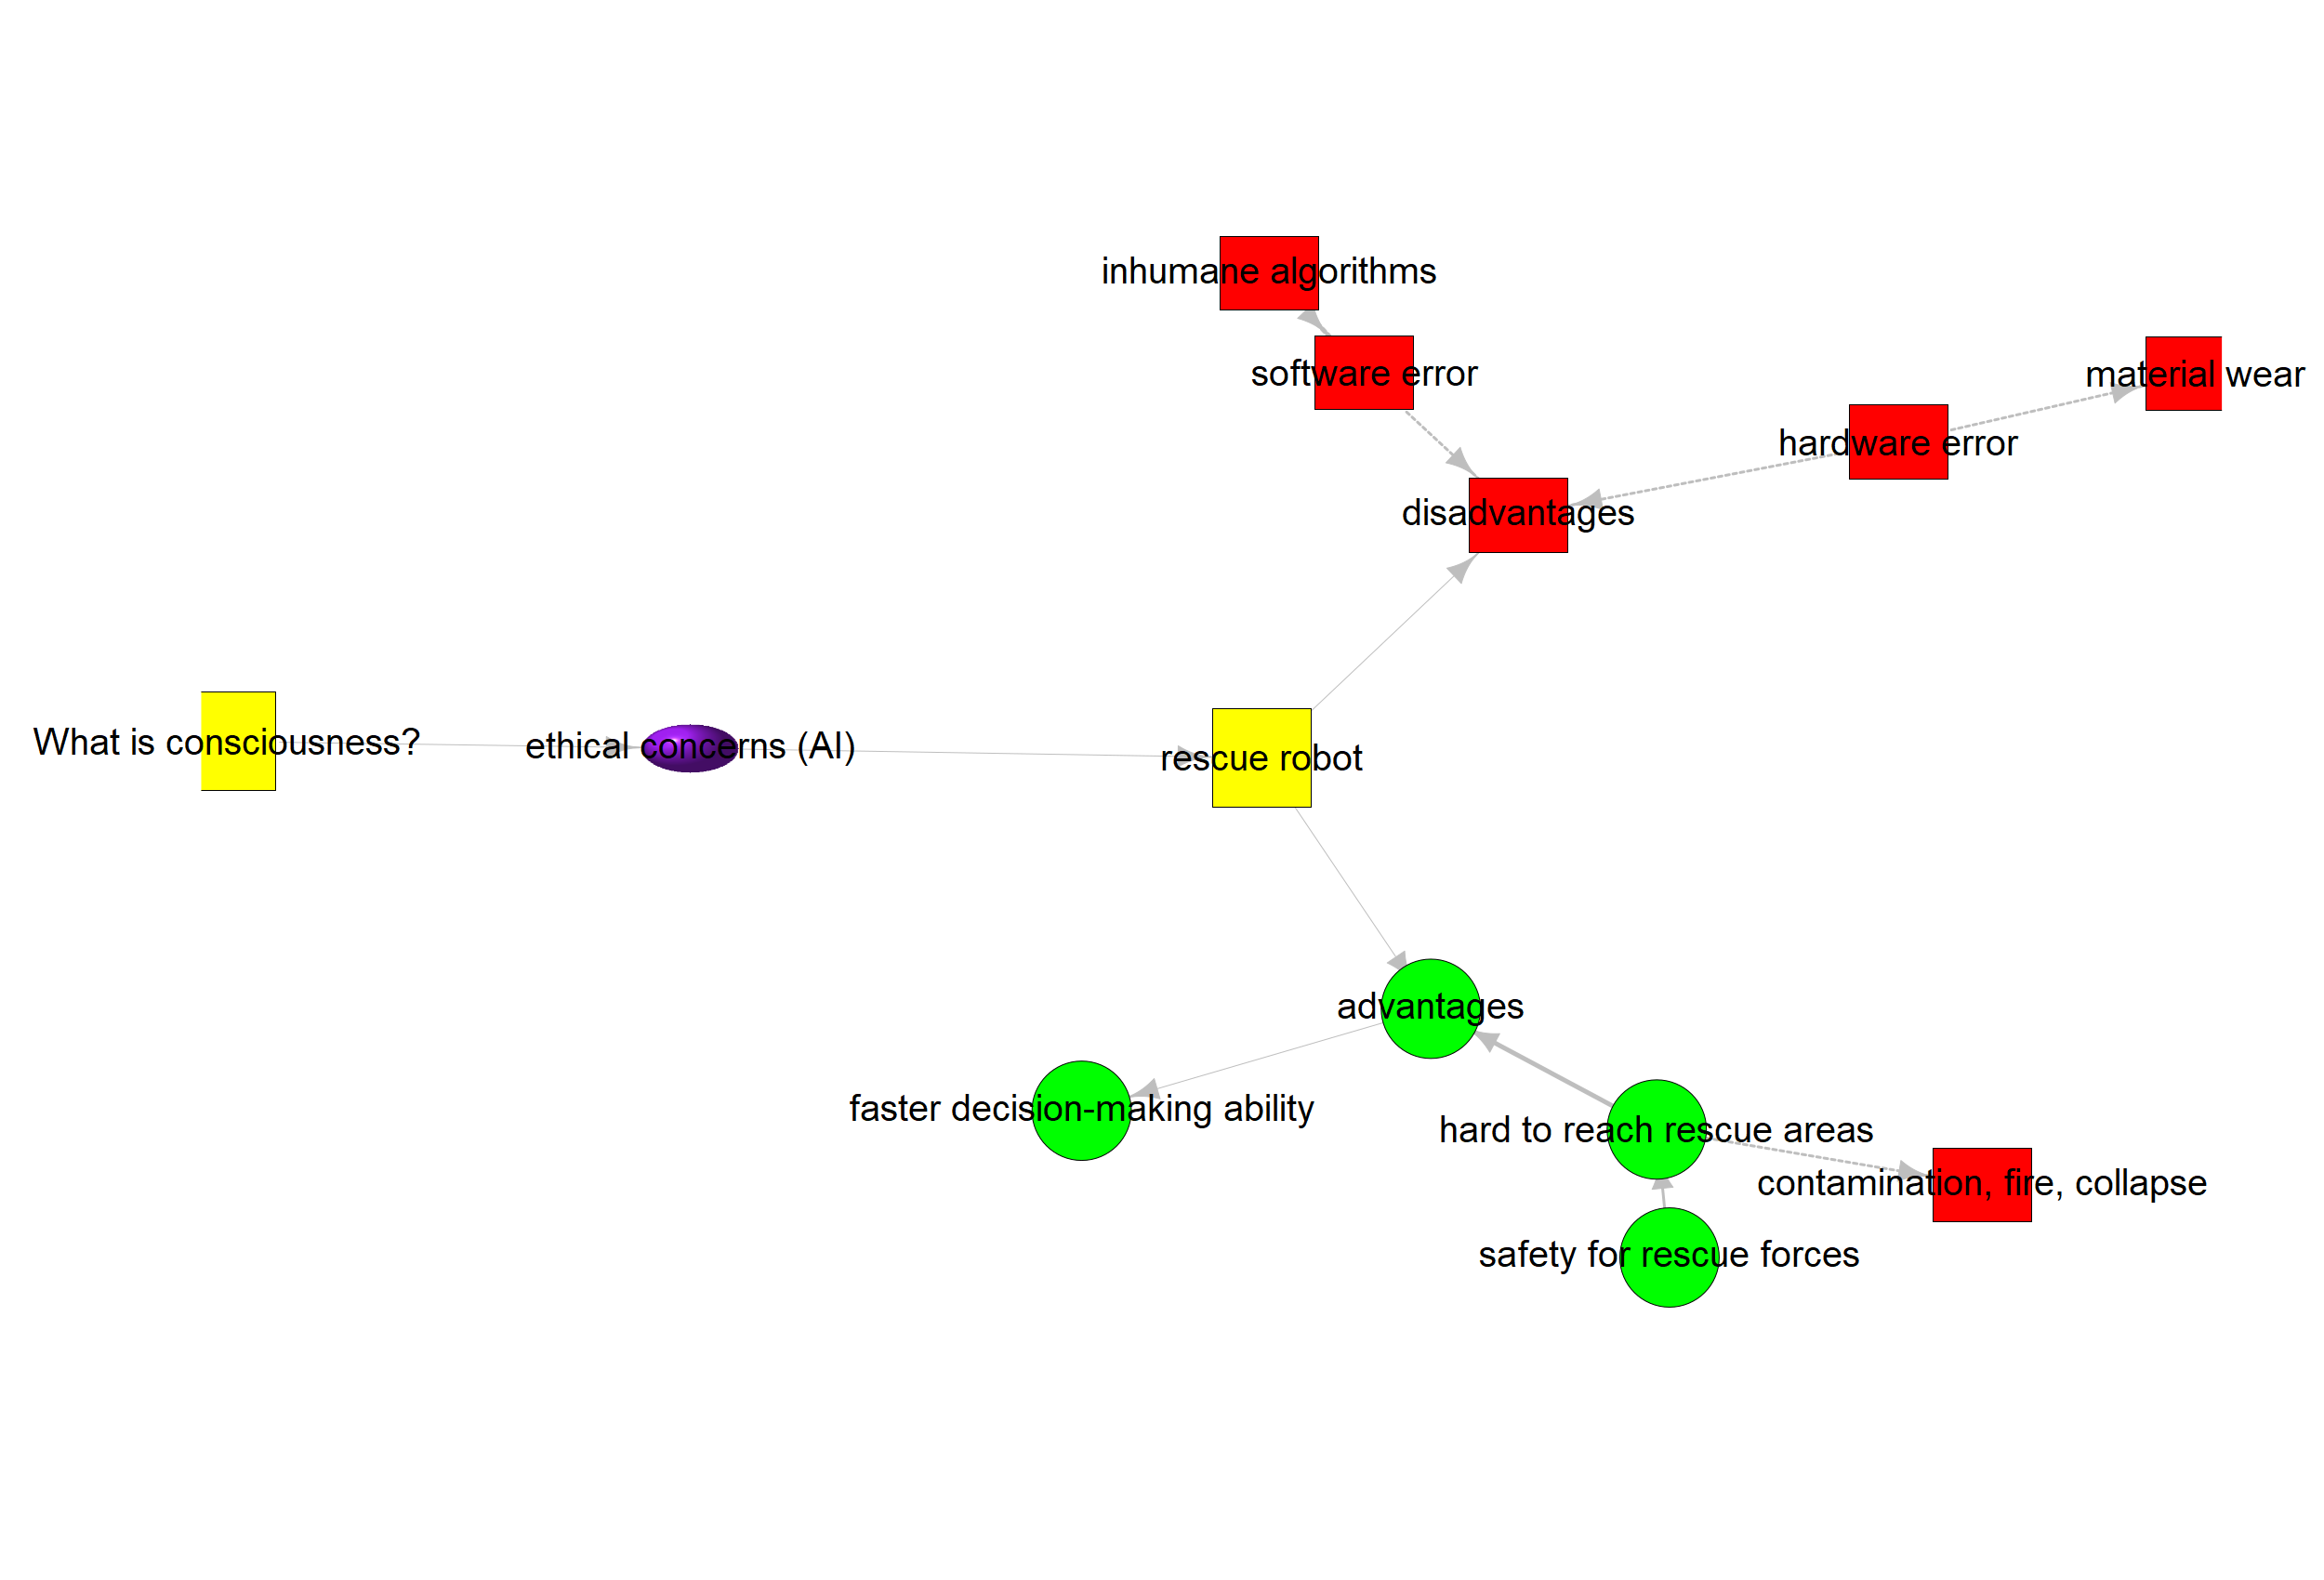 inhumane algorithms
software error
material wear
hardware error
disadvantages
What is consciousness?
ethical concerns (AI)
rescue robot
advantages
faster decision-making ability
hard to reach rescue areas
contamination, fire, collapse
safety for rescue forces